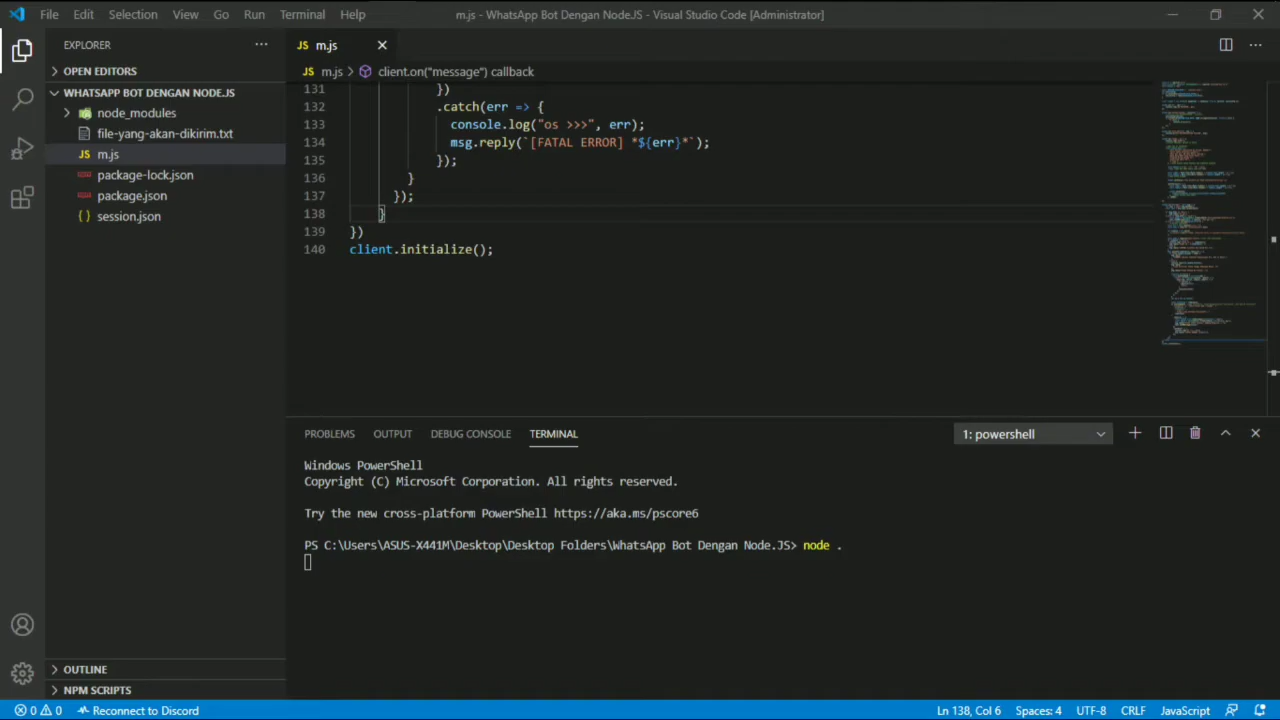 File Edit Selection View Go Run Terminal Help m.js - WhatsApp Bot Dengan Node.JS - Visual Studio Code [Administrator]
EXPLORER
OPEN EDITORS
WHATSAPP BOT DENGAN NODE.JS
node_modules
file-yang-akan-dikirim.txt
JS m.js
package-lock.json
package.json
{} session.json
OUTLINE
NPM SCRIPTS
JS m.js
JS m.js > client.on("message") callback
131 })
132 .catch(err => {
133 console.log("os >>>", err);
134 msg.reply(`[FATAL ERROR] *${err}*`);
135 });
136 }
137 });
138 }
139 })
140 client.initialize();
PROBLEMS OUTPUT DEBUG CONSOLE TERMINAL 1: powershell
Windows PowerShell
Copyright (C) Microsoft Corporation. All rights reserved.
Try the new cross-platform PowerShell https://aka.ms/pscore6
PS C:\Users\ASUS-X441M\Desktop\Desktop Folders\WhatsApp Bot Dengan Node.JS> node .
0 0 Reconnect to Discord Ln 138, Col 6 Spaces: 4 UTF-8 CRLF JavaScript